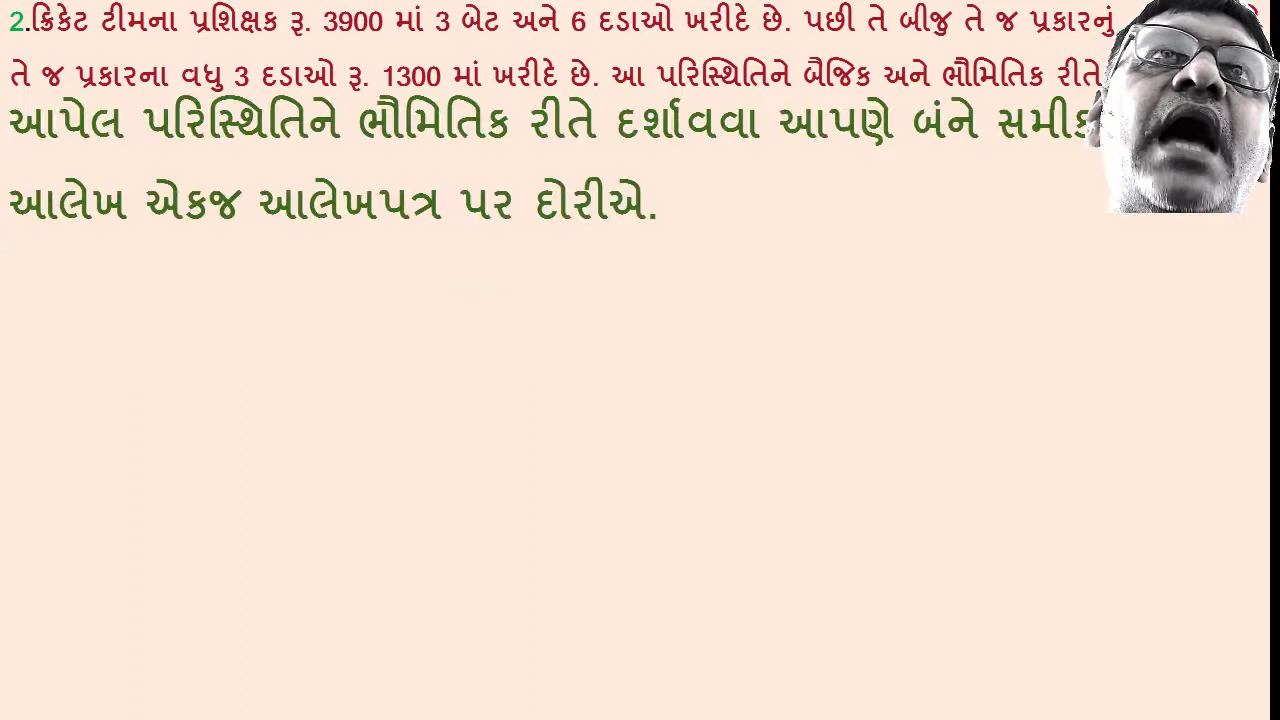 2.ક્રિકેટ ટીમના પ્રશિક્ષક રૂ. 3900 માં 3 બેટ અને 6 દડાઓ ખરીદે છે. પછી તે બીજુ તે જ પ્રકારનું
તે જ પ્રકારના વધુ 3 દડાઓ રૂ. 1300 માં ખરીદે છે. આ પરિસ્થિતિને બૈજિક અને ભૌમિતિક રીતે
આપેલ પરિસ્થિતિને ભૌમિતિક રીતે દર્શાવવા આપણે બંને
આલેખ એકજ આલેખપત્ર પર દોરીએ.